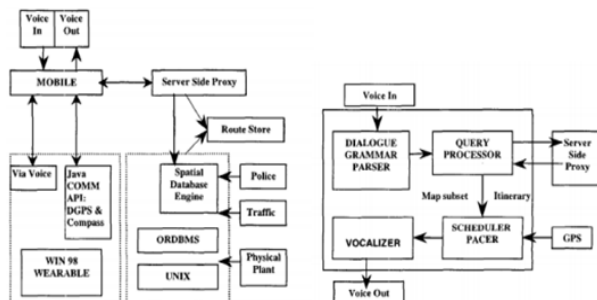 Voice In
Voice Out
MOBILE
Server Side Proxy
Route Store
Via Voice
Java
COMM
API:
DGPS &
Compass
WIN 98
WEARABLE
Spatial
Database
Engine
ORDBMS
UNIX
Police
Traffic
Physical
Plant
Voice In
DIALOGUE
GRAMMAR
PARSER
QUERY
PROCESSOR
Server
Side
Proxy
Map subset
Itinerary
VOCALIZER
SCHEDULER
PACER
GPS
Voice Out